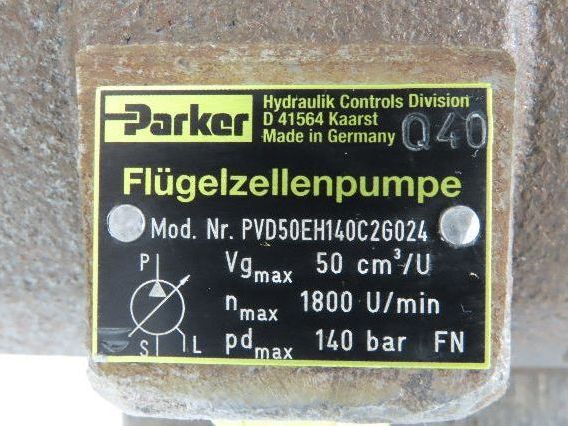 Parker
Hydraulik Controls Division
D 41564 Kaarst
Made in Germany Q40
Flügelzellenpumpe
Mod. Nr. PVD50EH140C2G024
P
Vgmax 50 cm³/U
nmax 1800 U/min
S L pdmax 140 bar FN